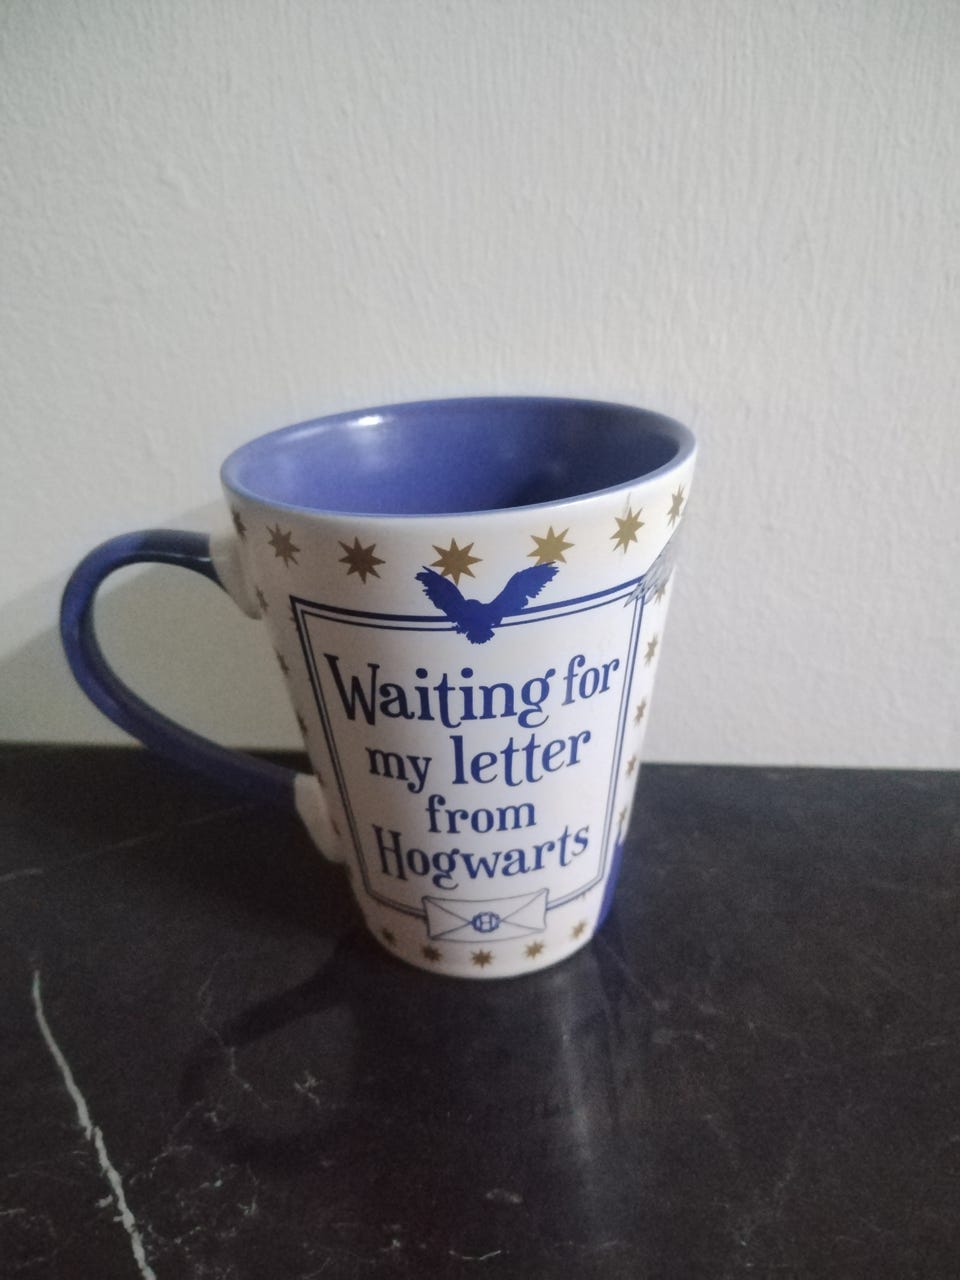 Waiting for
my letter
from
Hogwarts
H